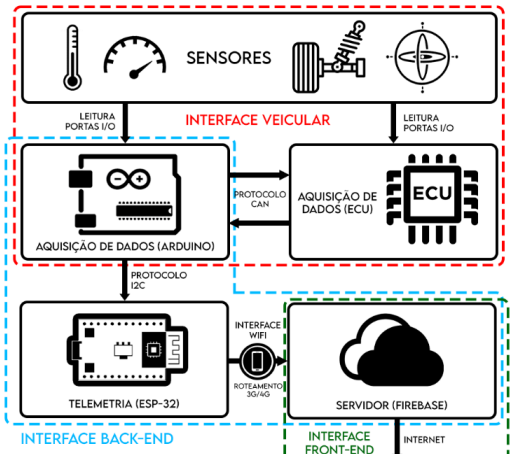 SENSORES
LEITURA
PORTAS I/O
INTERFACE VEICULAR
LEITURA
PORTAS I/O
PROTOCOLO
CAN
AQUISIÇÃO DE
DADOS (ECU)
ECU
AQUISIÇÃO DE DADOS (ARDUINO)
PROTOCOLO
I2C
INTERFACE
WIFI
ROTEAMENTO
3G/4G
TELEMETRIA (ESP-32)
SERVIDOR (FIREBASE)
INTERFACE BACK-END
INTERFACE
FRONT-END
INTERNET